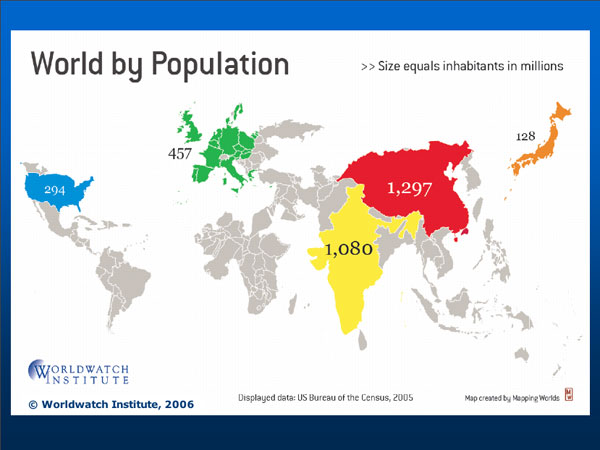 World by Population
>> Size equals inhabitants in millions
457
128
294
1,297
1,080
WORLDWATCH
INSTITUTE
© Worldwatch Institute, 2006
Displayed data: US Bureau of the Census, 2005
Map created by Mapping Worlds
MW